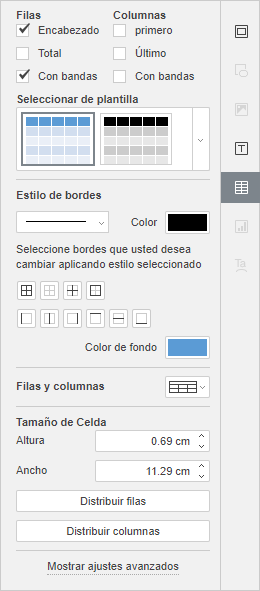 Filas Columnas
Encabezado primero
Total Último
Con bandas Con bandas
Seleccionar de plantilla
Estilo de bordes
Color
Seleccione bordes que usted desea
cambiar aplicando estilo seleccionado
Color de fondo
Filas y columnas
Tamaño de Celda
Altura 0.69 cm
Ancho 11.29 cm
Distribuir filas
Distribuir columnas
Mostrar ajustes avanzados